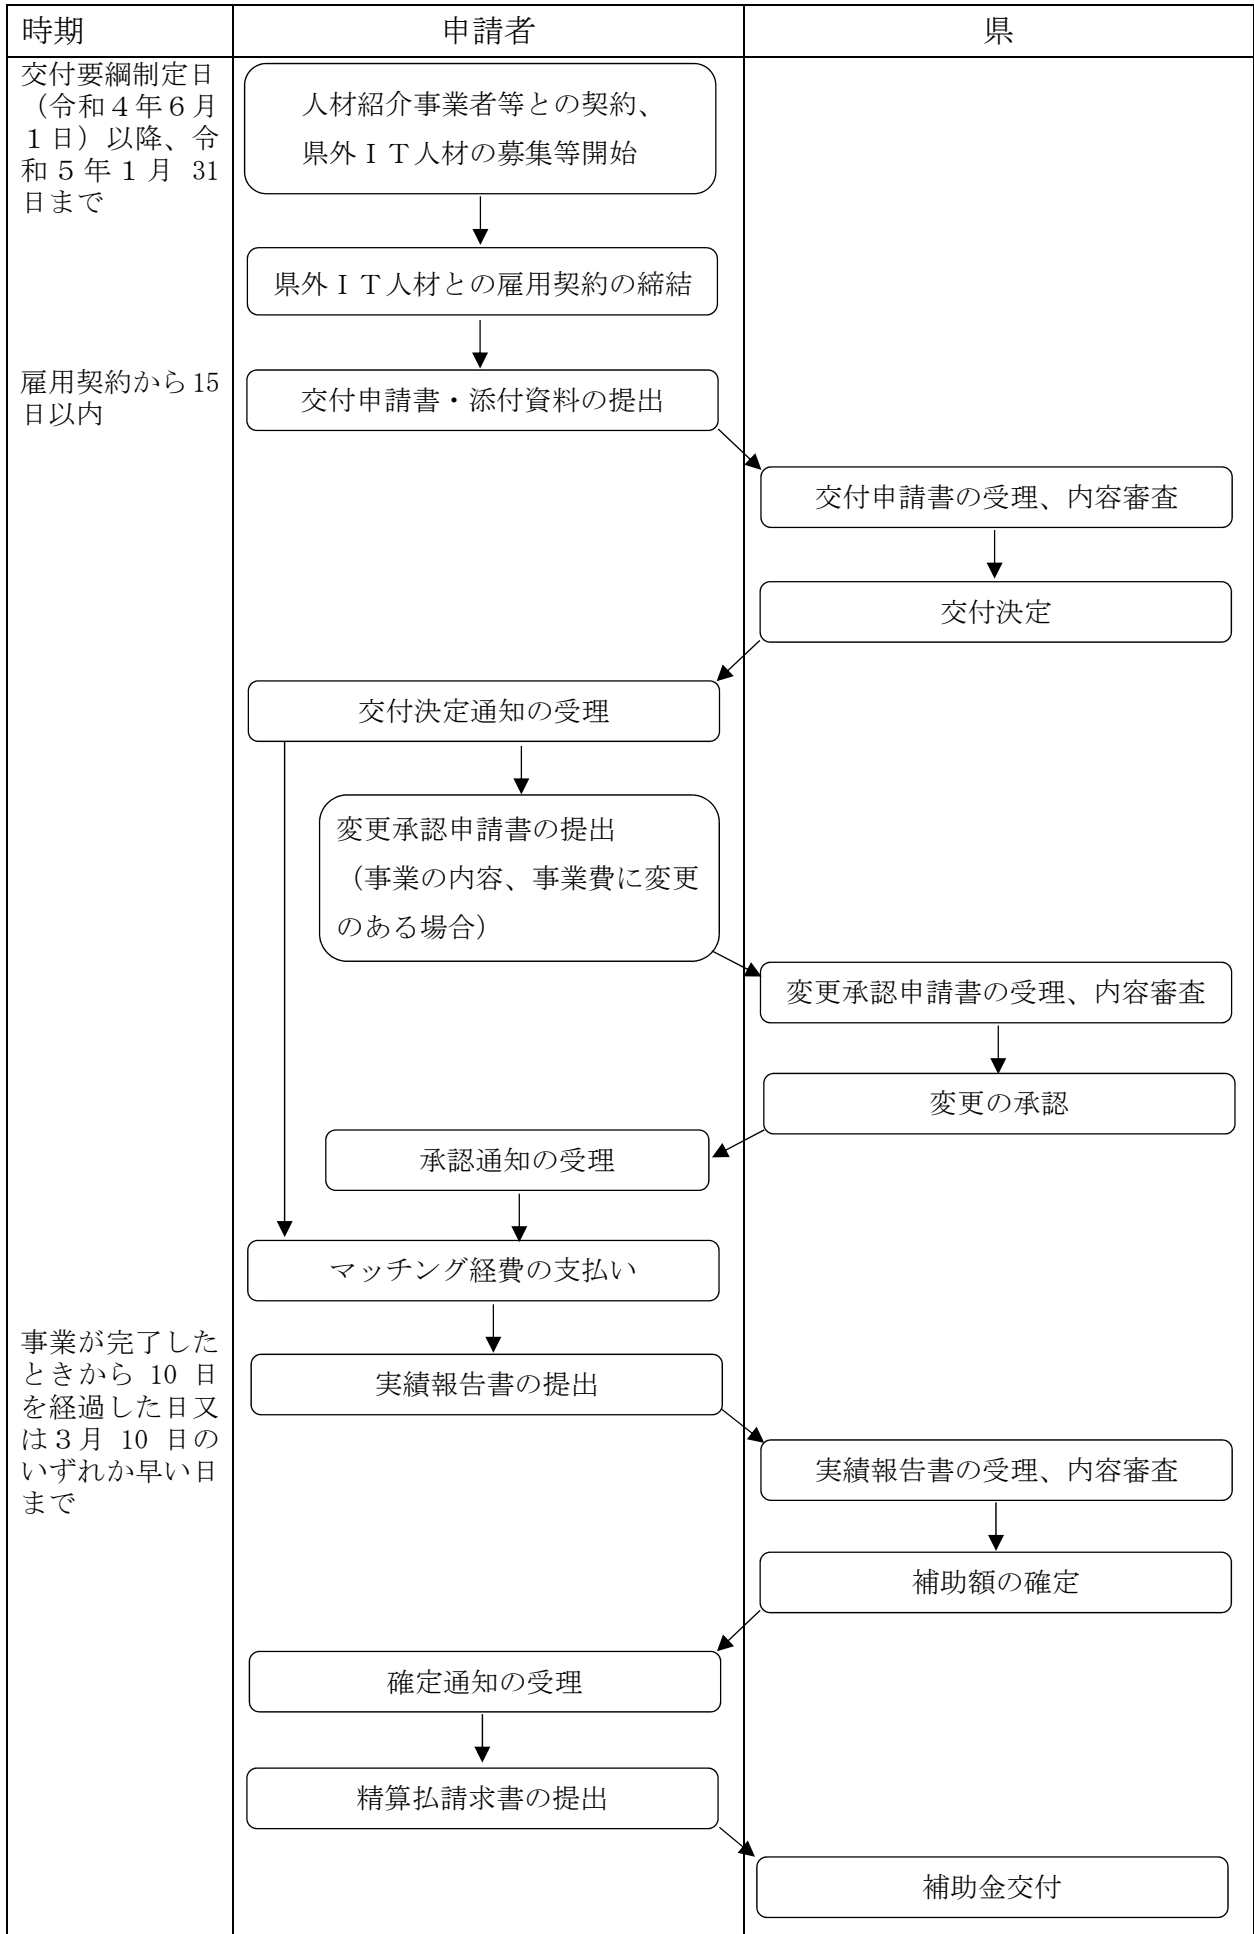 時期
申請者
県
交付要綱制定日
（令和４年６月
１日）以降、令
和５年１月 31
日まで
人材紹介事業者等との契約、
県外ＩＴ人材の募集等開始
県外ＩＴ人材との雇用契約の締結
雇用契約から 15
日以内
交付申請書・添付資料の提出
交付申請書の受理、内容審査
交付決定
交付決定通知の受理
変更承認申請書の提出
（事業の内容、事業費に変更
のある場合）
変更承認申請書の受理、内容審査
変更の承認
承認通知の受理
マッチング経費の支払い
事業が完了した
ときから 10 日
を経過した日又
は３月 10 日の
いずれか早い日
まで
実績報告書の提出
実績報告書の受理、内容審査
補助額の確定
確定通知の受理
精算払請求書の提出
補助金交付